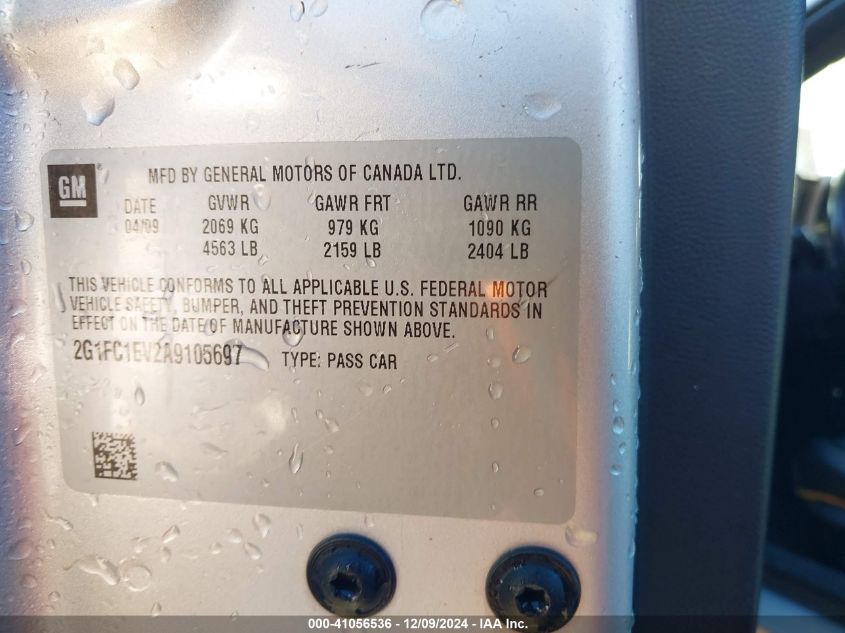 GM
MFD BY GENERAL MOTORS OF CANADA LTD.
DATE GVWR GAWR FRT GAWR RR
04/09 2069 KG 979 KG 1090 KG
4563 LB 2159 LB 2404 LB
THIS VEHICLE CONFORMS TO ALL APPLICABLE U.S. FEDERAL MOTOR
VEHICLE SAFETY, BUMPER, AND THEFT PREVENTION STANDARDS IN
EFFECT ON THE DATE OF MANUFACTURE SHOWN ABOVE.
2G1FC1EV2A9105697 TYPE: PASS CAR
000-41056536 - 12/09/2024 - IAA Inc.